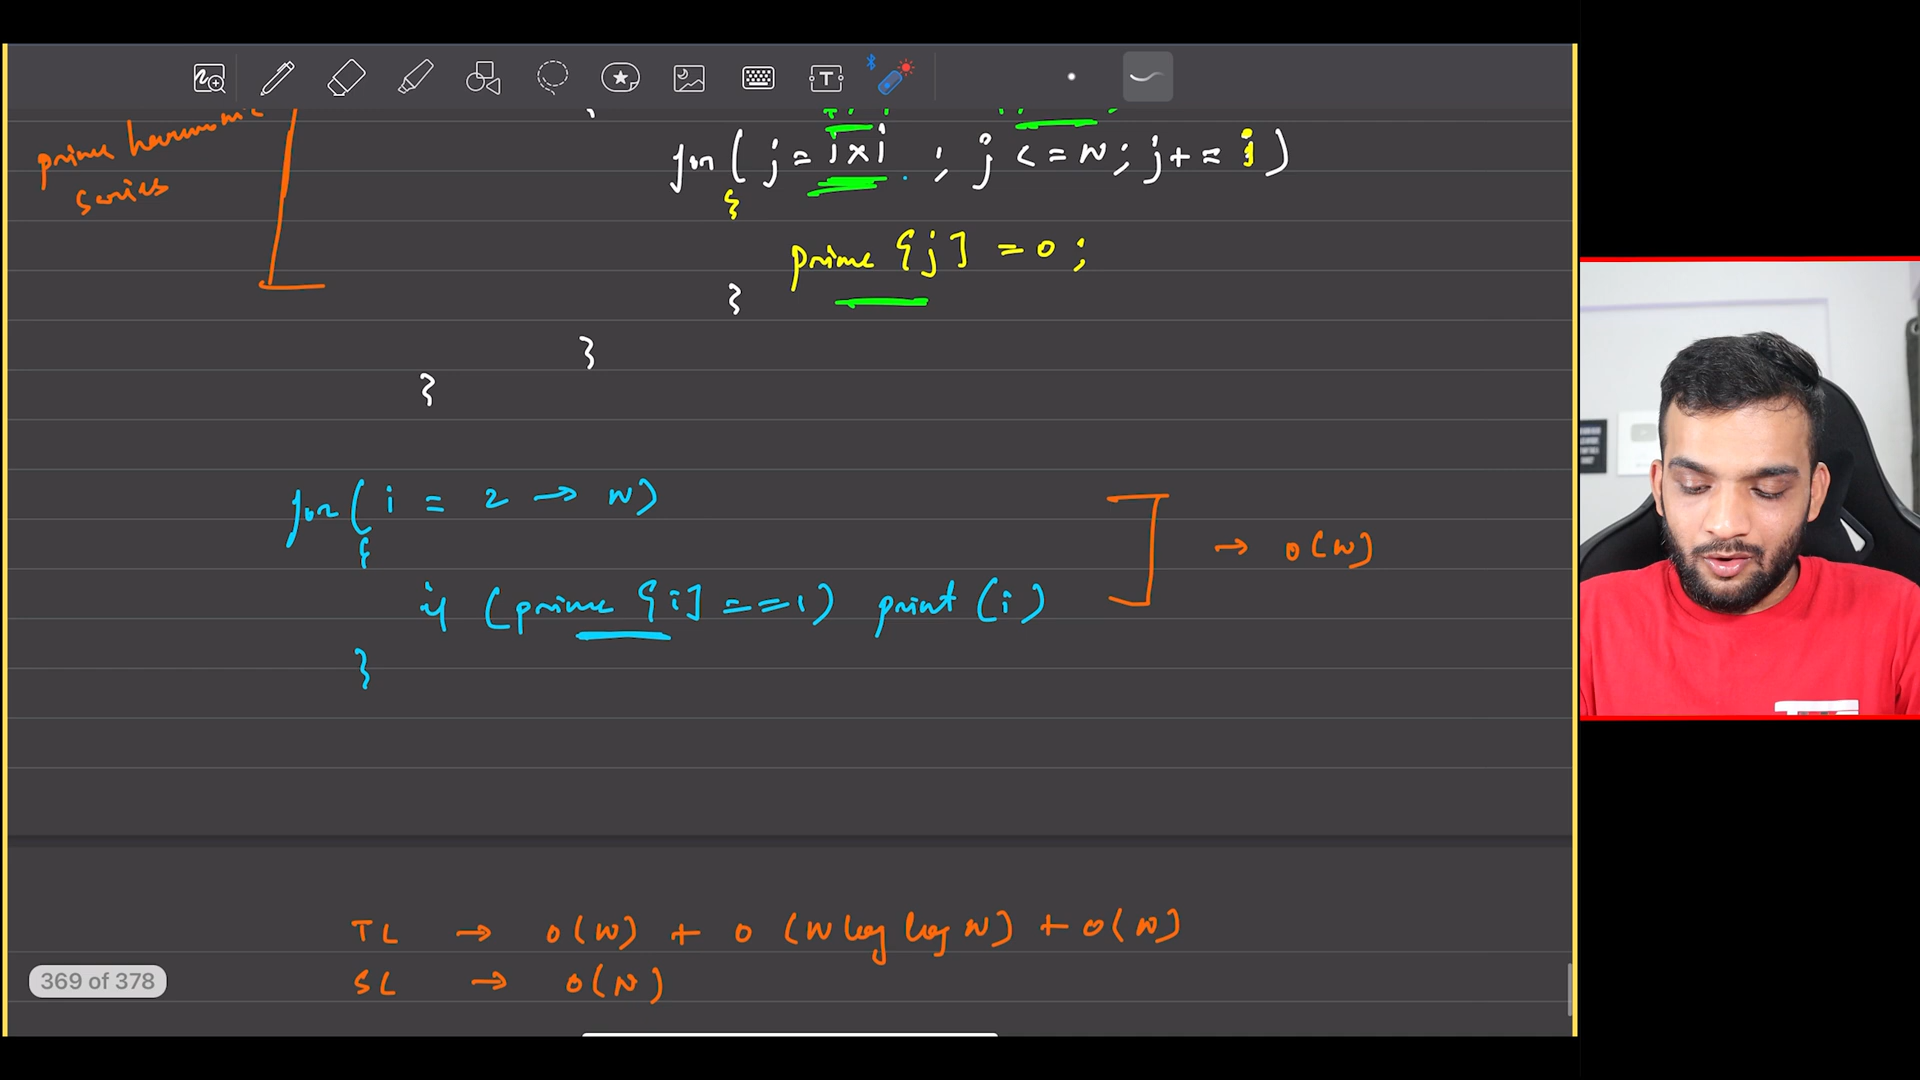 prime harmonic
series
for ( j = i x i ; j <= N; j + = i )
{
prime [j] = 0 ;
}
}
}
for ( i = 2 → N)
{
if (prime [i] == 1) print (i)
}
→ O(N)
TC → O(N) + O (N log log N) + O(N)
SC → O(N)
369 of 378
T